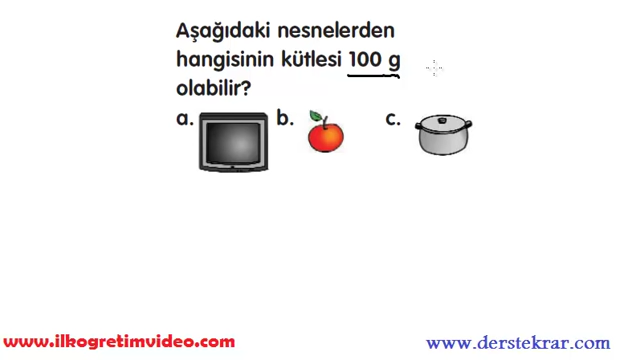 Aşağıdaki nesnelerden
hangisinin kütlesi 100 g
olabilir?
a. b. c.
www.ilkogretimvideo.com www.derstekrar.com